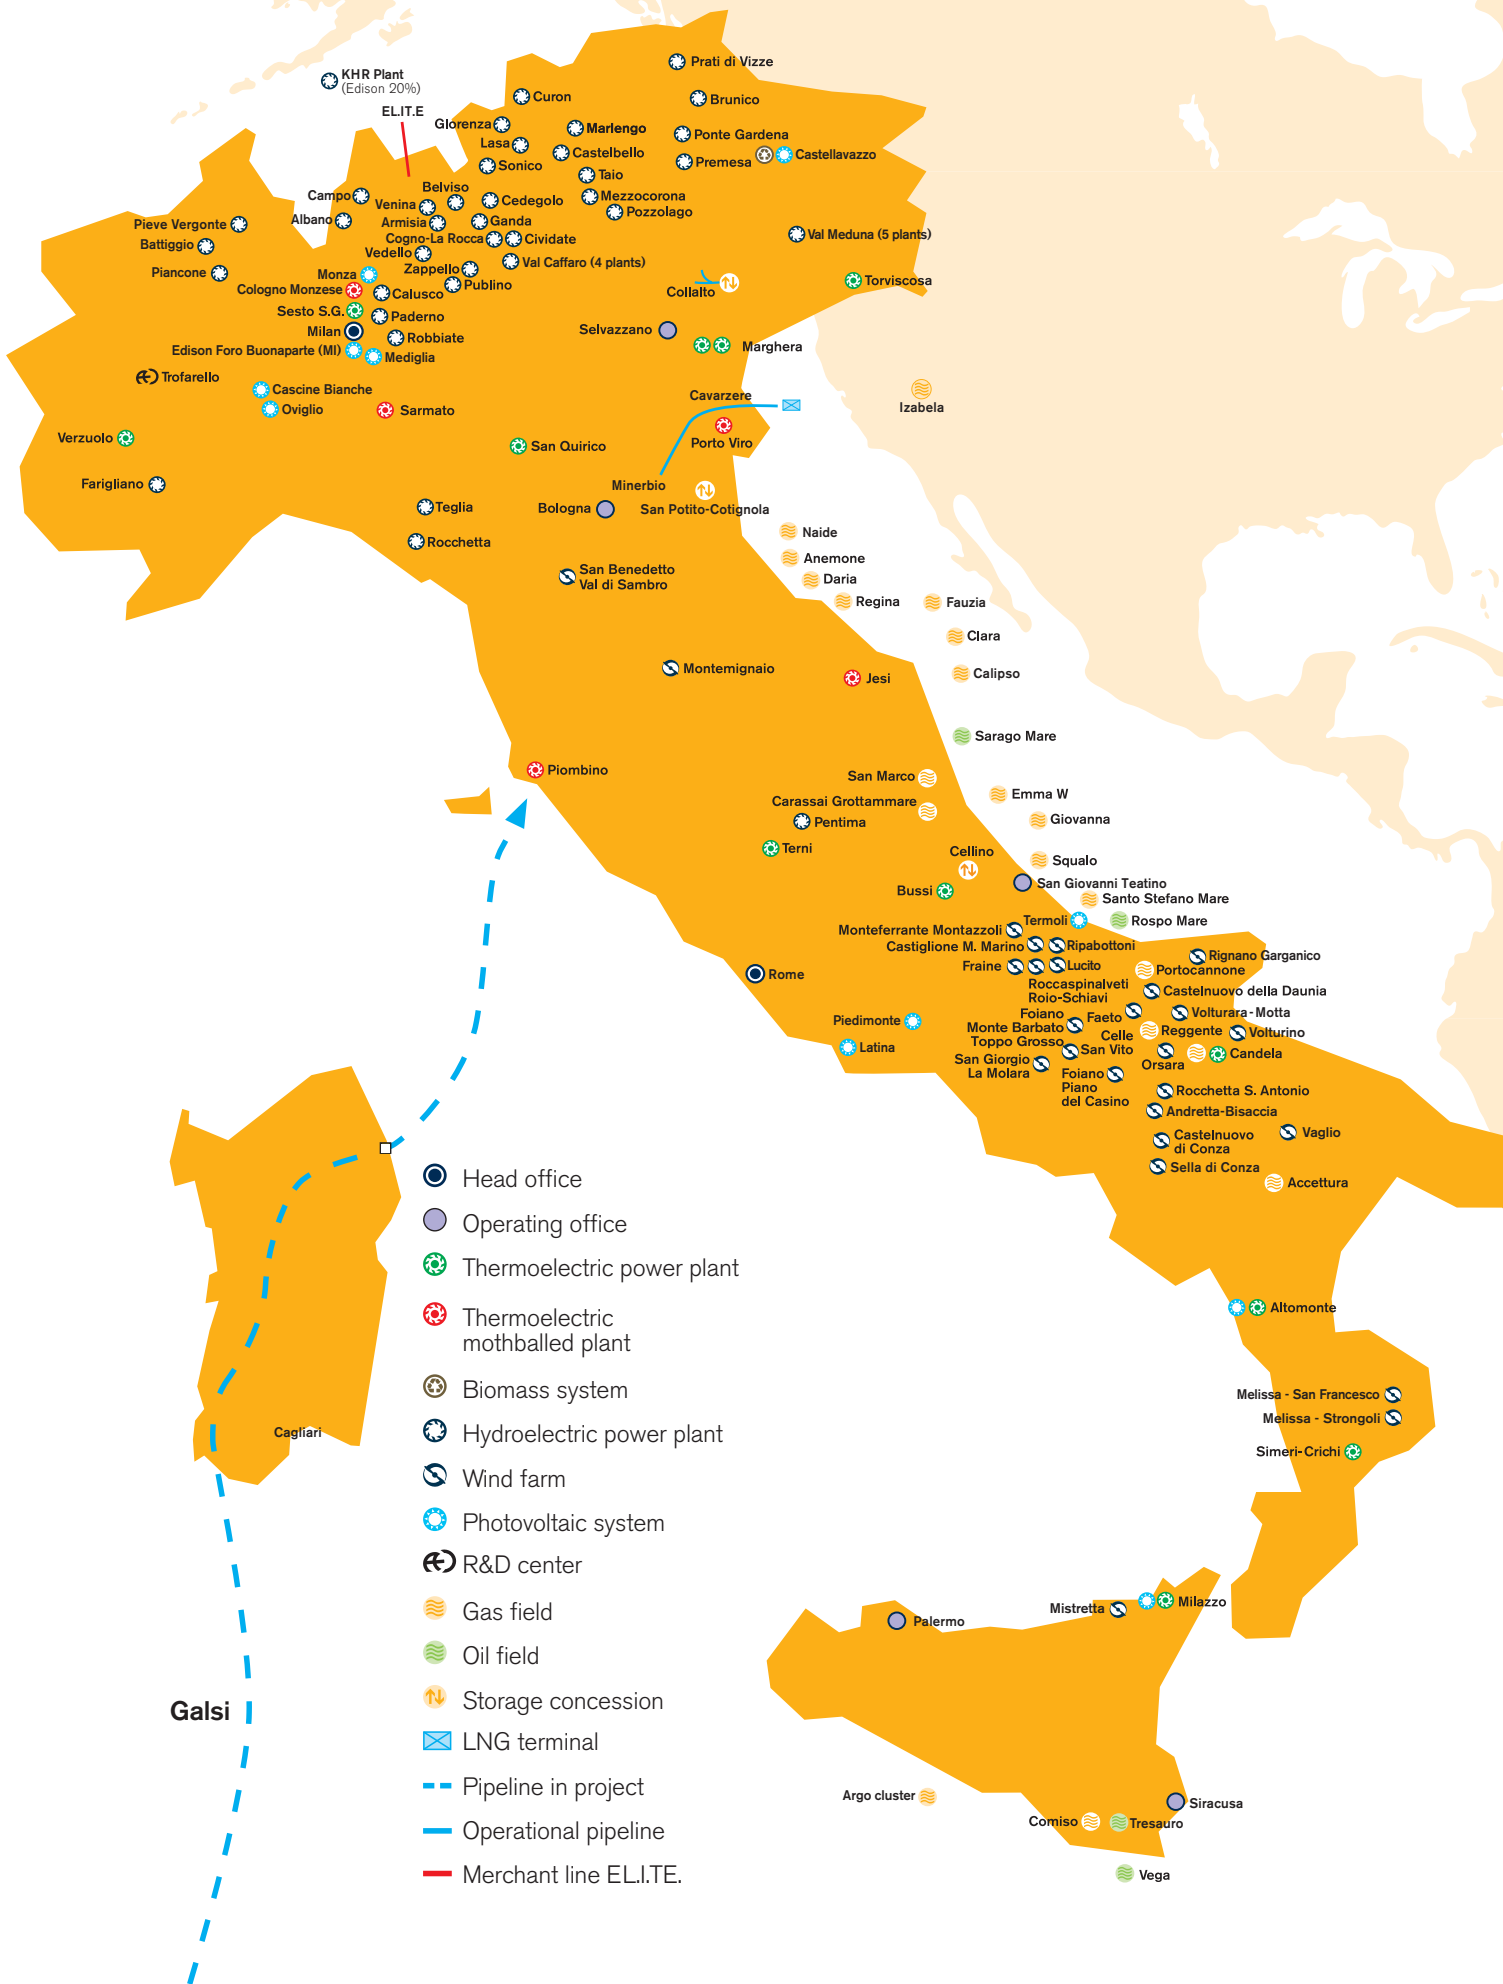 Prati di Vizze
KHR Plant
(Edison 20%)
Curon
Brunico
EL.IT.E
Glorenza
Marlengo
Ponte Gardena
Lasa
Castelbello
Premesa
Castellavazzo
Sonico
Taio
Belviso
Campo
Venina
Cedegolo
Mezzocorona
Pozzolago
Pieve Vergonte
Albano
Armisia
Ganda
Battiggio
Cogno-La Rocca
Cividate
Val Meduna (5 plants)
Vedello
Val Caffaro (4 plants)
Piancone
Monza
Zappello
Publino
Cologno Monzese
Calusco
Collalto
Torviscosa
Sesto S.G.
Paderno
Milan
Robbiate
Selvazzano
Edison Foro Buonaparte (MI)
Mediglia
Marghera
Trofarello
Cascine Bianche
Oviglio
Sarmato
Cavarzere
Izabela
Verzuolo
San Quirico
Porto Viro
Farigliano
Minerbio
Teglia
Bologna
San Potito-Cotignola
Rocchetta
Naide
Anemone
San Benedetto
Val di Sambro
Daria
Regina
Fauzia
Clara
Montemignaio
Jesi
Calipso
Sarago Mare
Piombino
San Marco
Emma W
Carassai Grottammare
Pentima
Giovanna
Terni
Cellino
Squalo
Bussi
San Giovanni Teatino
Santo Stefano Mare
Termoli
Rospo Mare
Monteferrante Montazzoli
Castiglione M. Marino
Ripabottoni
Rignano Garganico
Fraine
Lucito
Portocannone
Rome
Roccaspinalveti
Roio-Schiavi
Castelnuovo della Daunia
Foiano
Monte Barbato
Toppo Grosso
Faeto
Volturara-Motta
Piedimonte
Celle
Reggente
Volturino
Latina
San Vito
Orsara
Candela
San Giorgio
La Molara
Foiano
Piano
del Casino
Rocchetta S. Antonio
Andretta-Bisaccia
Castelnuovo
di Conza
Vaglio
Sella di Conza
Accettura
Head office
Operating office
Thermoelectric power plant
Thermoelectric
mothballed plant
Biomass system
Hydroelectric power plant
Wind farm
Photovoltaic system
R&D center
Gas field
Oil field
Storage concession
LNG terminal
Pipeline in project
Operational pipeline
Merchant line EL.I.TE.
Altomonte
Melissa - San Francesco
Melissa - Strongoli
Simeri-Crichi
Cagliari
Galsi
Mistretta
Milazzo
Palermo
Argo cluster
Siracusa
Comiso
Tresauro
Vega